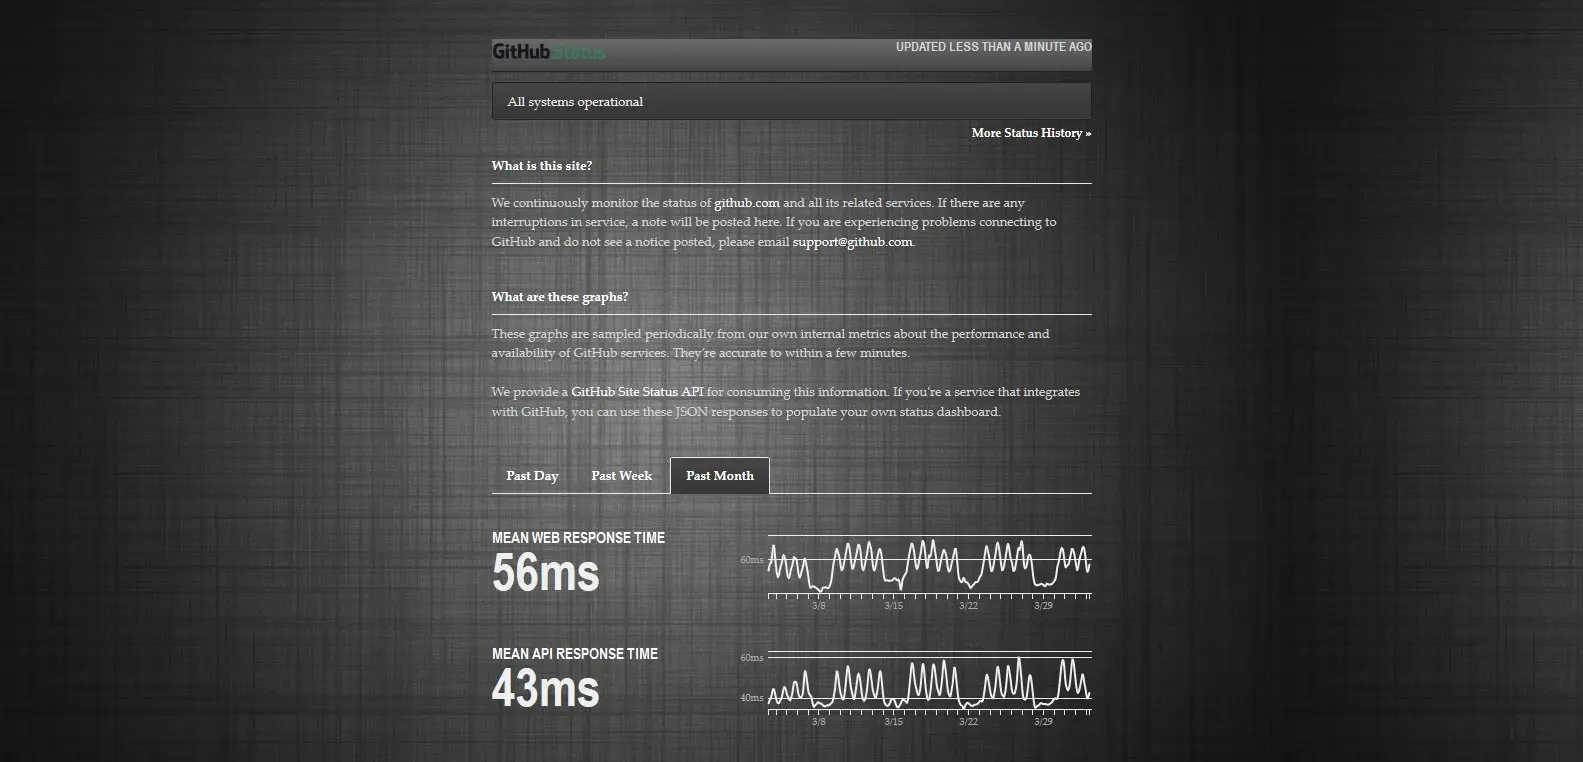 GitHub Status
UPDATED LESS THAN A MINUTE AGO
All systems operational
More Status History »
What is this site?
We continuously monitor the status of github.com and all its related services. If there are any
interruptions in service, a note will be posted here. If you are experiencing problems connecting to
GitHub and do not see a notice posted, please email support@github.com.
What are these graphs?
These graphs are sampled periodically from our own internal metrics about the performance and
availability of GitHub services. They're accurate to within a few minutes.
We provide a GitHub Site Status API for consuming this information. If you're a service that integrates
with GitHub, you can use these JSON responses to populate your own status dashboard.
Past Day Past Week Past Month
MEAN WEB RESPONSE TIME
56ms
60ms
3/8 3/15 3/22 3/29
MEAN API RESPONSE TIME
43ms
60ms
40ms
3/8 3/15 3/22 3/29